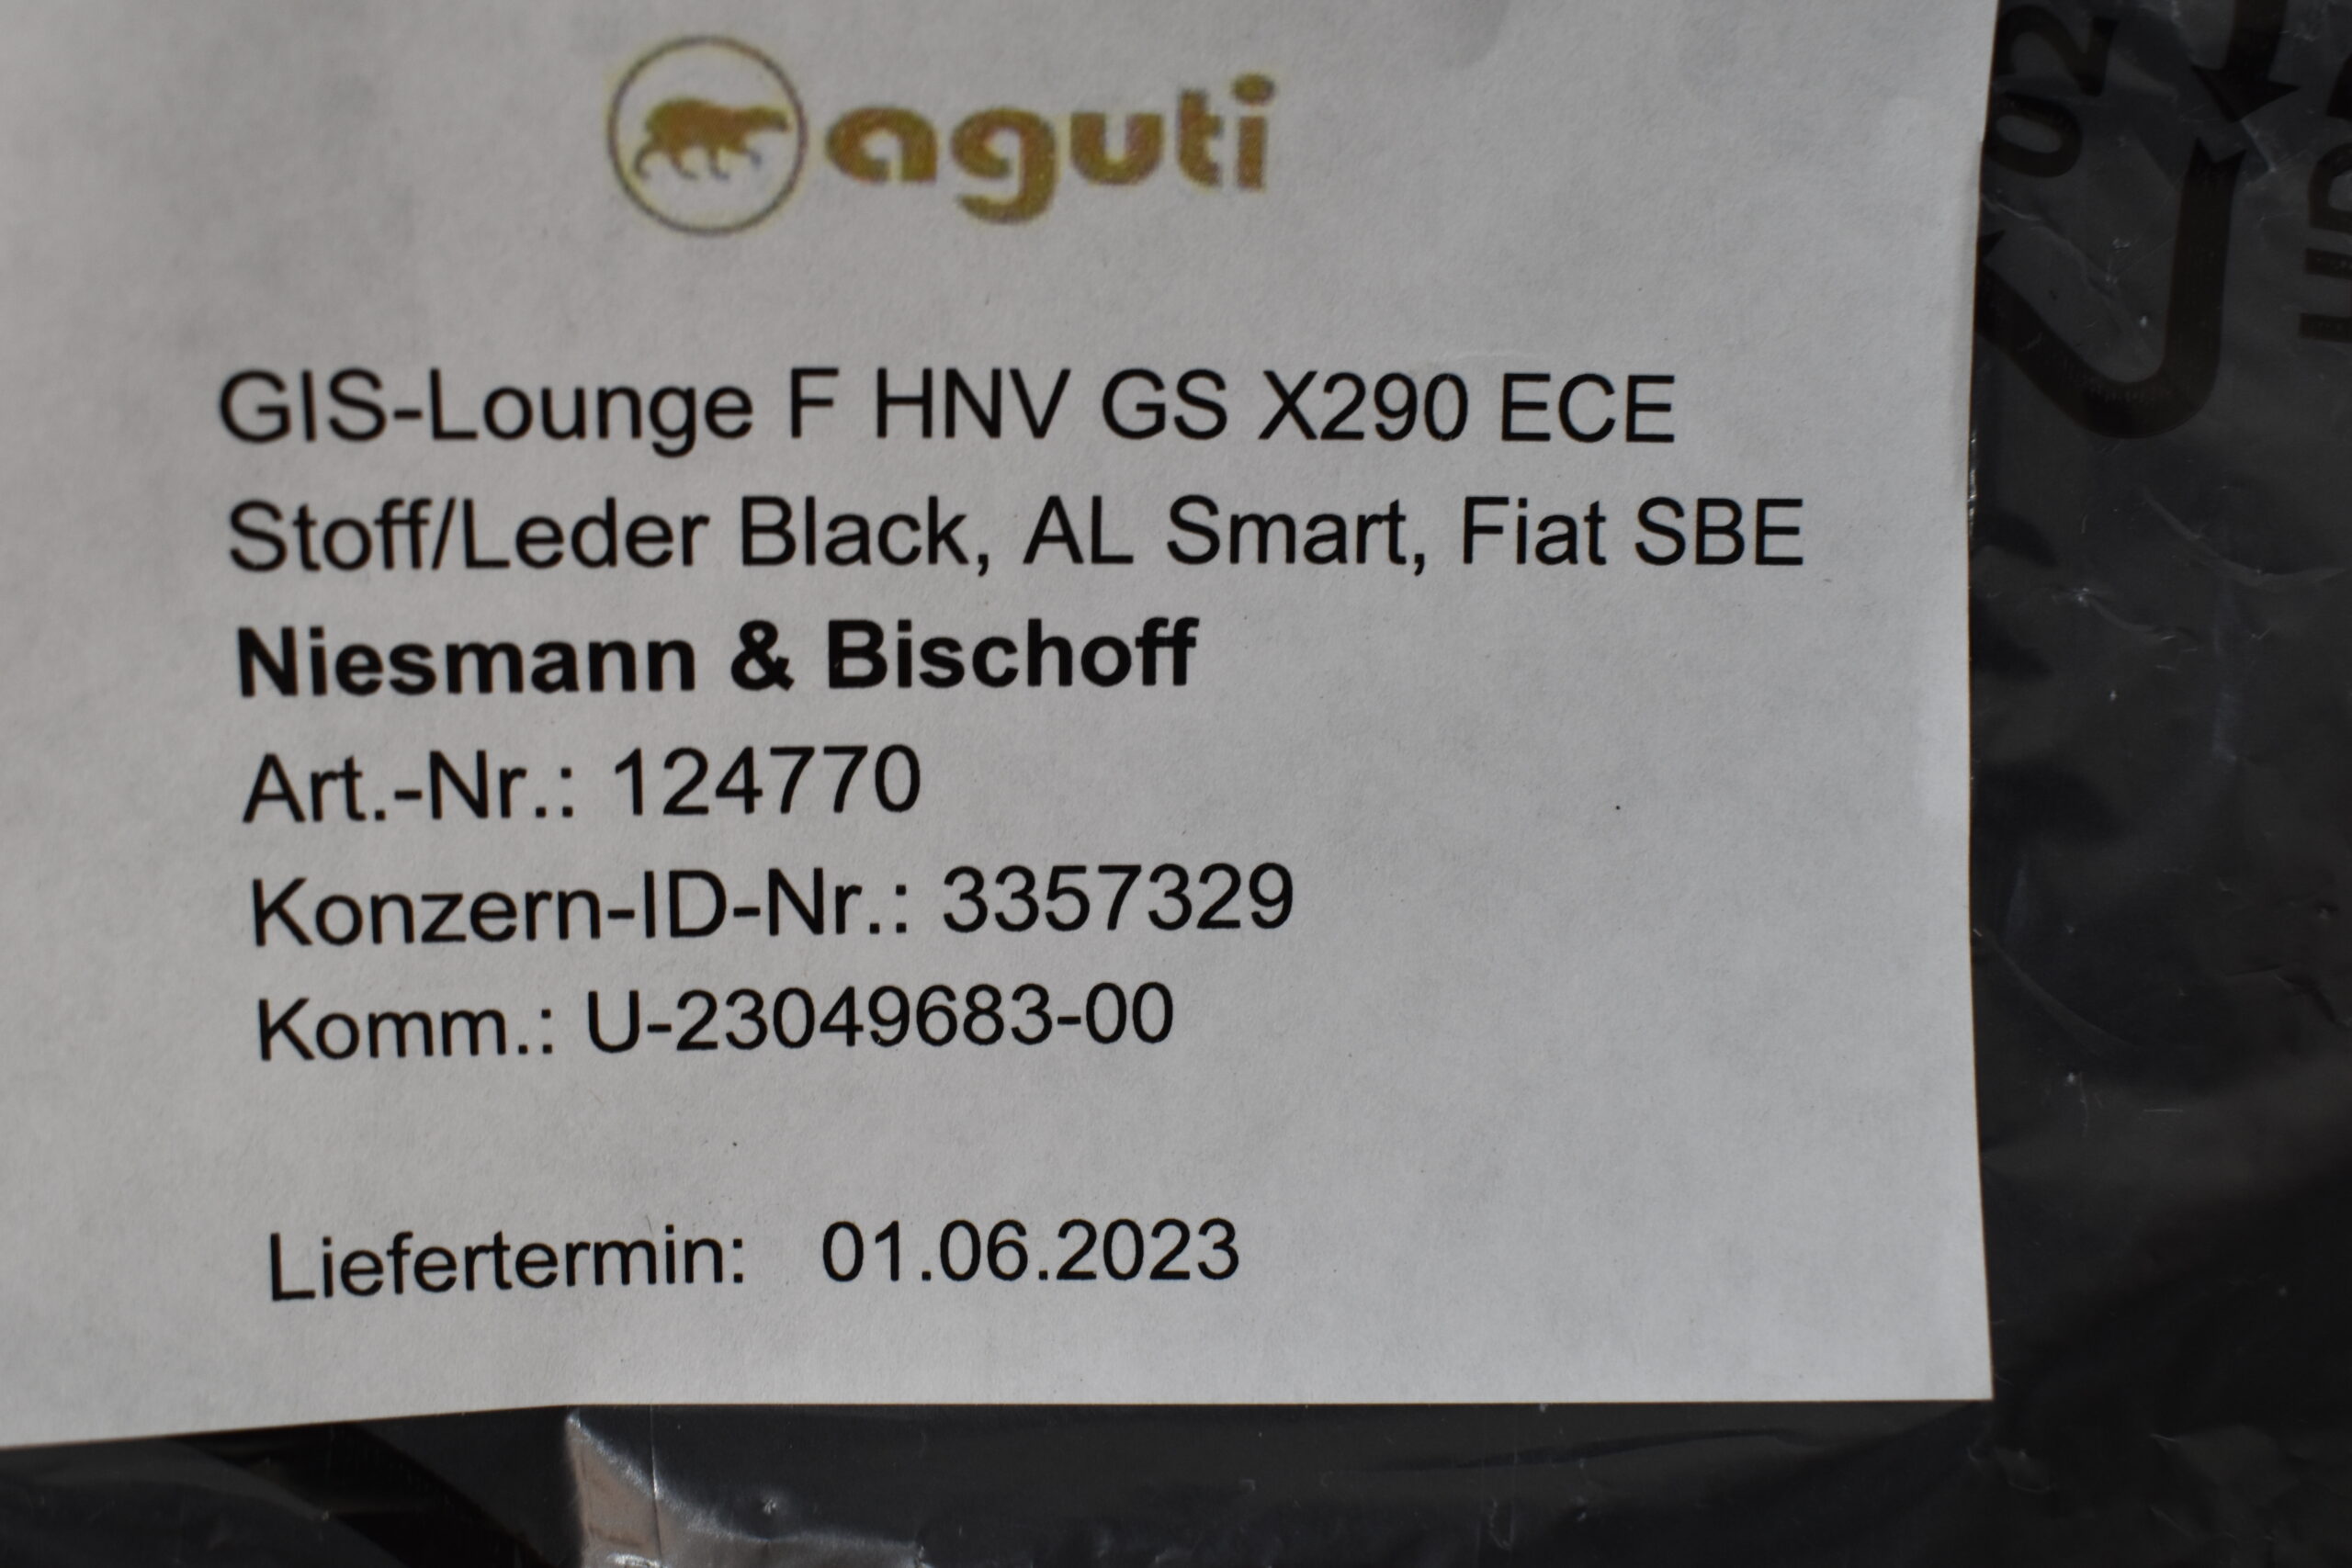 aguti
GIS-Lounge F HNV GS X290 ECE
Stoff/Leder Black, AL Smart, Fiat SBE
Niesmann & Bischoff
Art.-Nr.: 124770
Konzern-ID-Nr.: 3357329
Komm.: U-23049683-00
Liefertermin: 01.06.2023
02